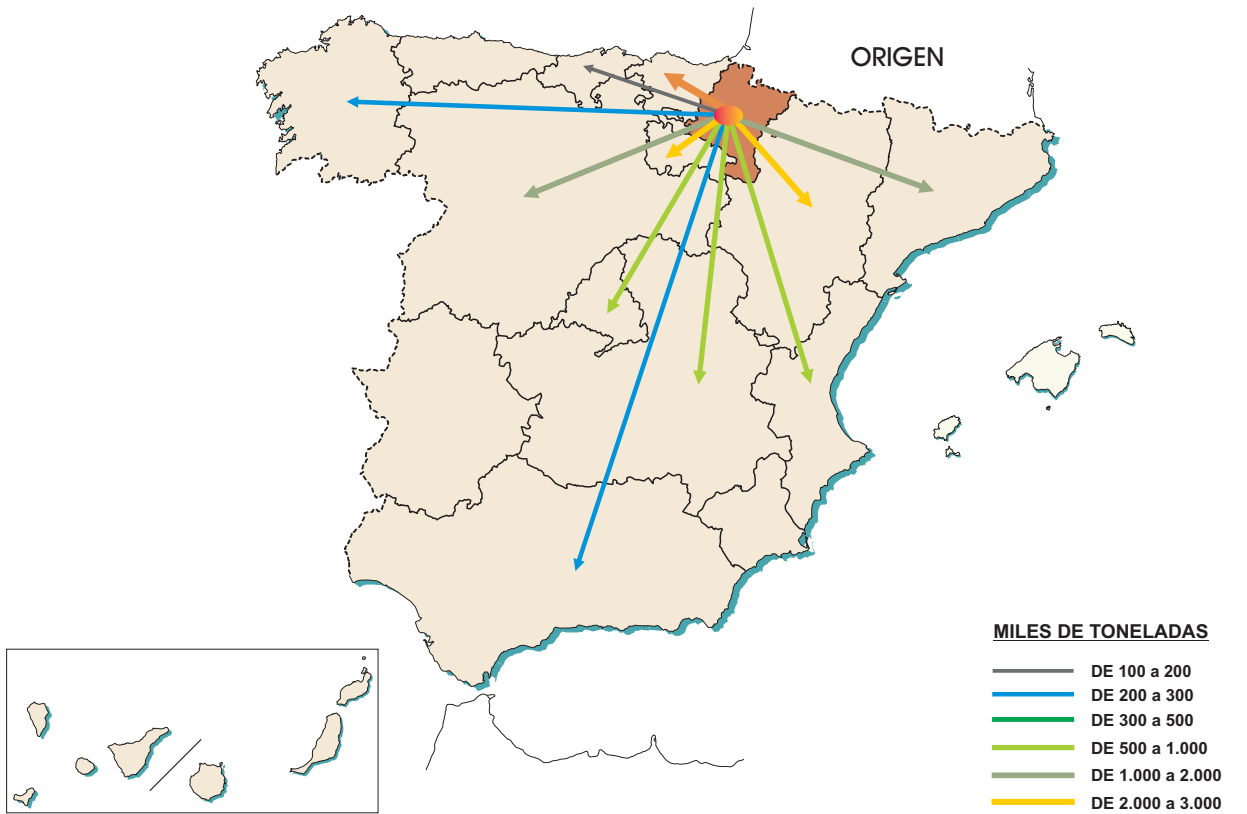 ORIGEN
MILES DE TONELADAS
DE 100 a 200
DE 200 a 300
DE 300 a 500
DE 500 a 1.000
DE 1.000 a 2.000
DE 2.000 a 3.000